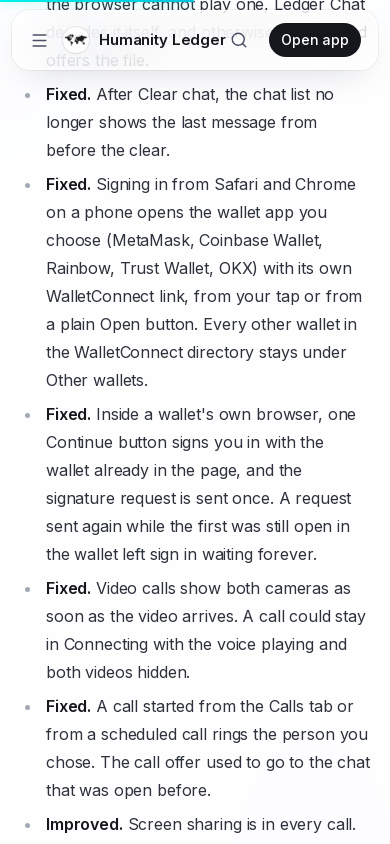 the browser cannot play one. Ledger Chat
Humanity Ledger
Open app
offers the file.
Fixed. After Clear chat, the chat list no
longer shows the last message from
before the clear.
Fixed. Signing in from Safari and Chrome
on a phone opens the wallet app you
choose (MetaMask, Coinbase Wallet,
Rainbow, Trust Wallet, OKX) with its own
WalletConnect link, from your tap or from
a plain Open button. Every other wallet in
the WalletConnect directory stays under
Other wallets.
Fixed. Inside a wallet's own browser, one
Continue button signs you in with the
wallet already in the page, and the
signature request is sent once. A request
sent again while the first was still open in
the wallet left sign in waiting forever.
Fixed. Video calls show both cameras as
soon as the video arrives. A call could stay
in Connecting with the voice playing and
both videos hidden.
Fixed. A call started from the Calls tab or
from a scheduled call rings the person you
chose. The call offer used to go to the chat
that was open before.
Improved. Screen sharing is in every call.